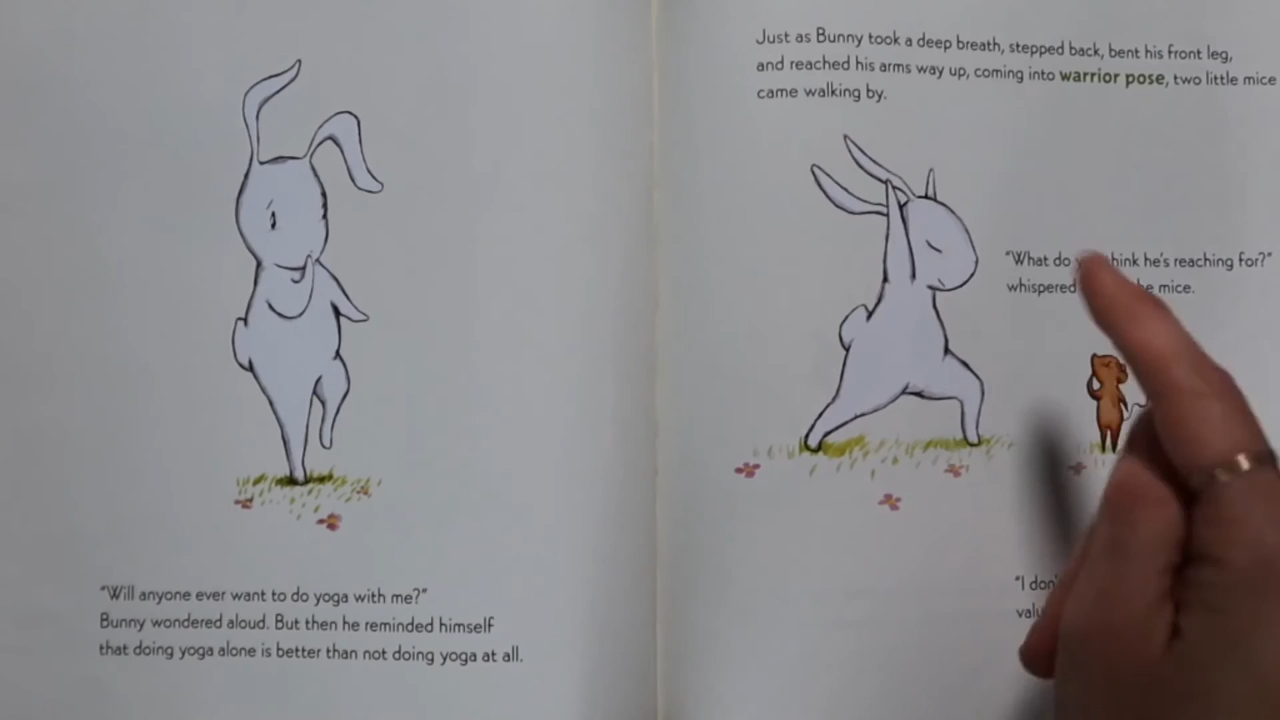 "Will anyone ever want to do yoga with me?"
Bunny wondered aloud. But then he reminded himself
that doing yoga alone is better than not doing yoga at all.
Just as Bunny took a deep breath, stepped back, bent his front leg,
and reached his arms way up, coming into warrior pose, two little mice
came walking by.
"What do think he's reaching for?"
whispered mice.
"I